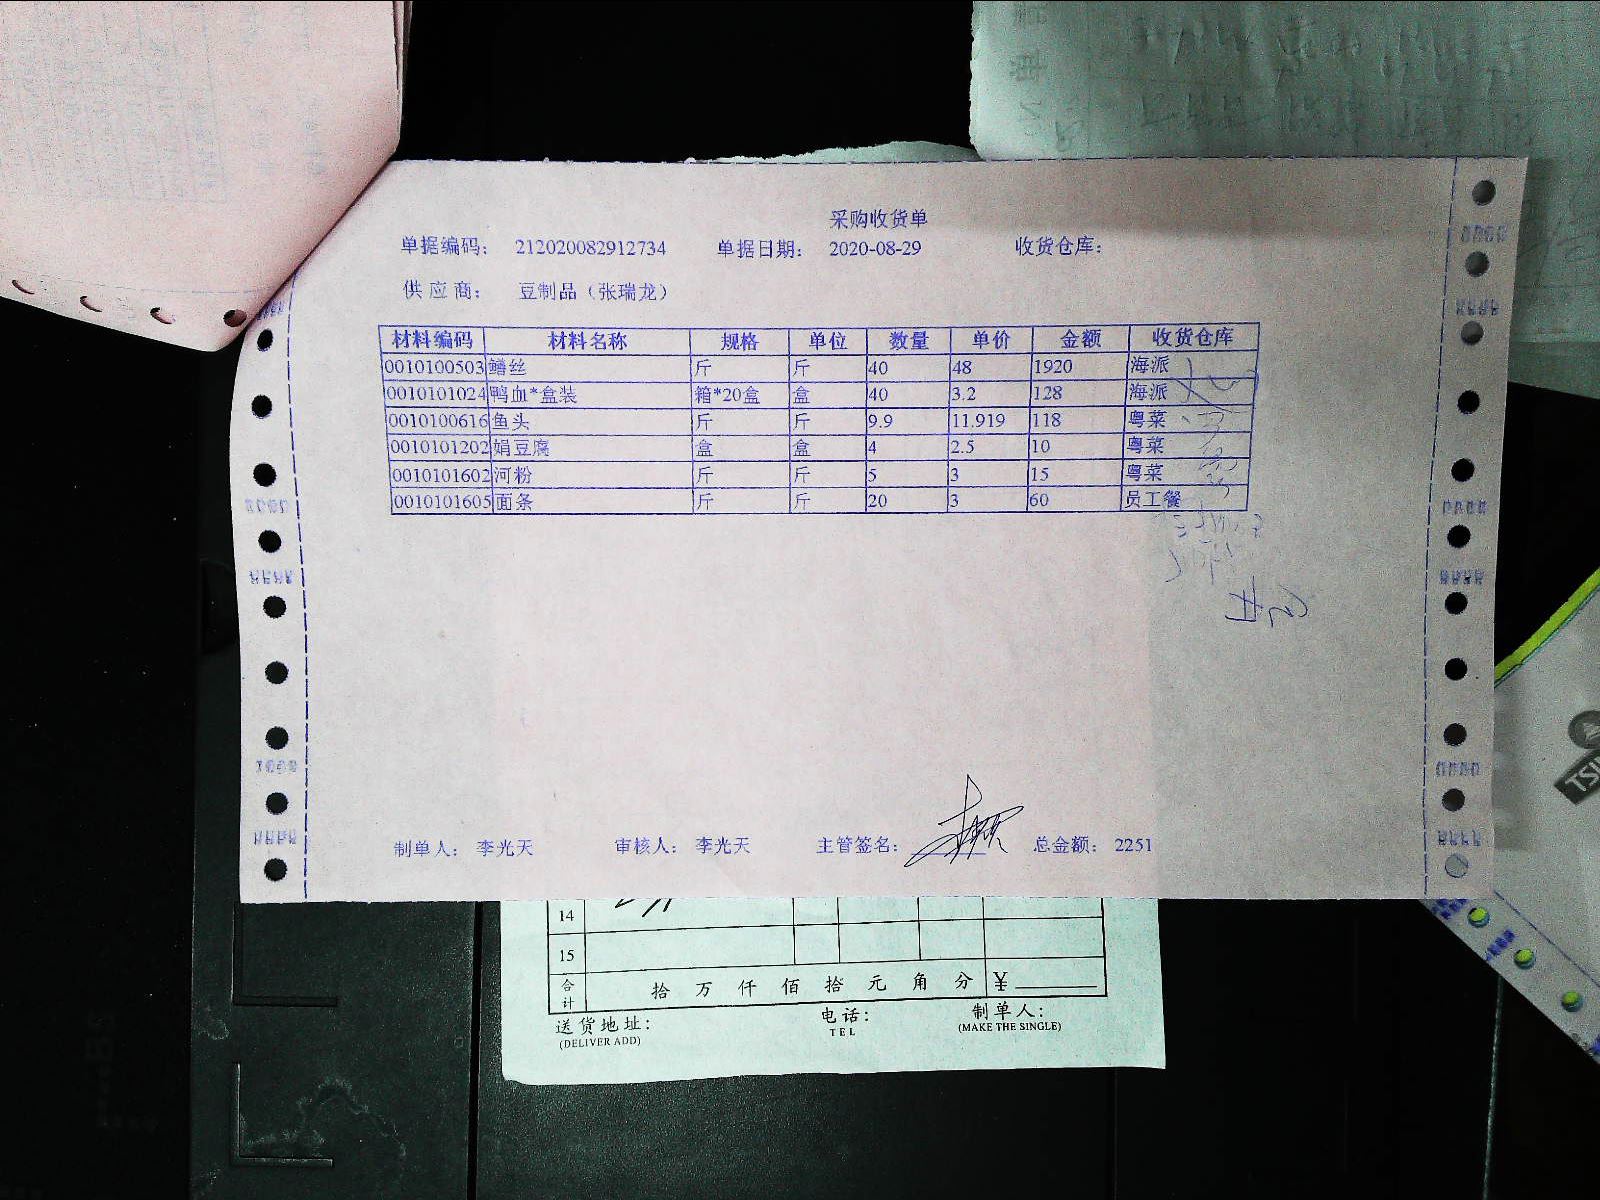 采购收货单
单据编码： 212020082912734 单据日期： 2020-08-29 收货仓库：
供 应 商： 豆制品（张瑞龙）
材料编码 材料名称 规格 单位 数量 单价 金额 收货仓库
0010100503 鳝丝 斤 斤 40 48 1920 海派
0010101024 鸭血*盒装 箱*20盒 盒 40 3.2 128 海派
0010100616 鱼头 斤 斤 9.9 11.919 118 粤菜
0010101202 娟豆腐 盒 盒 4 2.5 10 粤菜
0010101602 河粉 斤 斤 5 3 15 粤菜
0010101605 面条 斤 斤 20 3 60 员工餐
制单人： 李光天 审核人： 李光天 主管签名： 总金额： 2251
14
15
合计 拾 万 仟 佰 拾 元 角 分 ¥
送货地址： 电话： 制单人：
(DELIVER ADD) TEL (MAKE THE SINGLE)